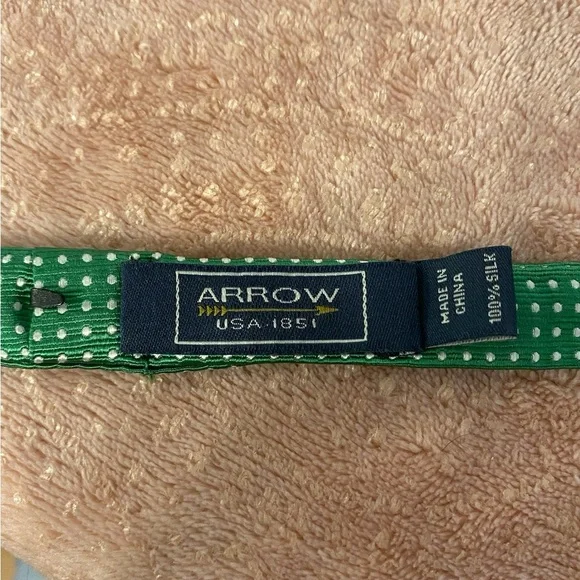 ARROW
USA·1851
MADE IN
CHINA
100% SILK